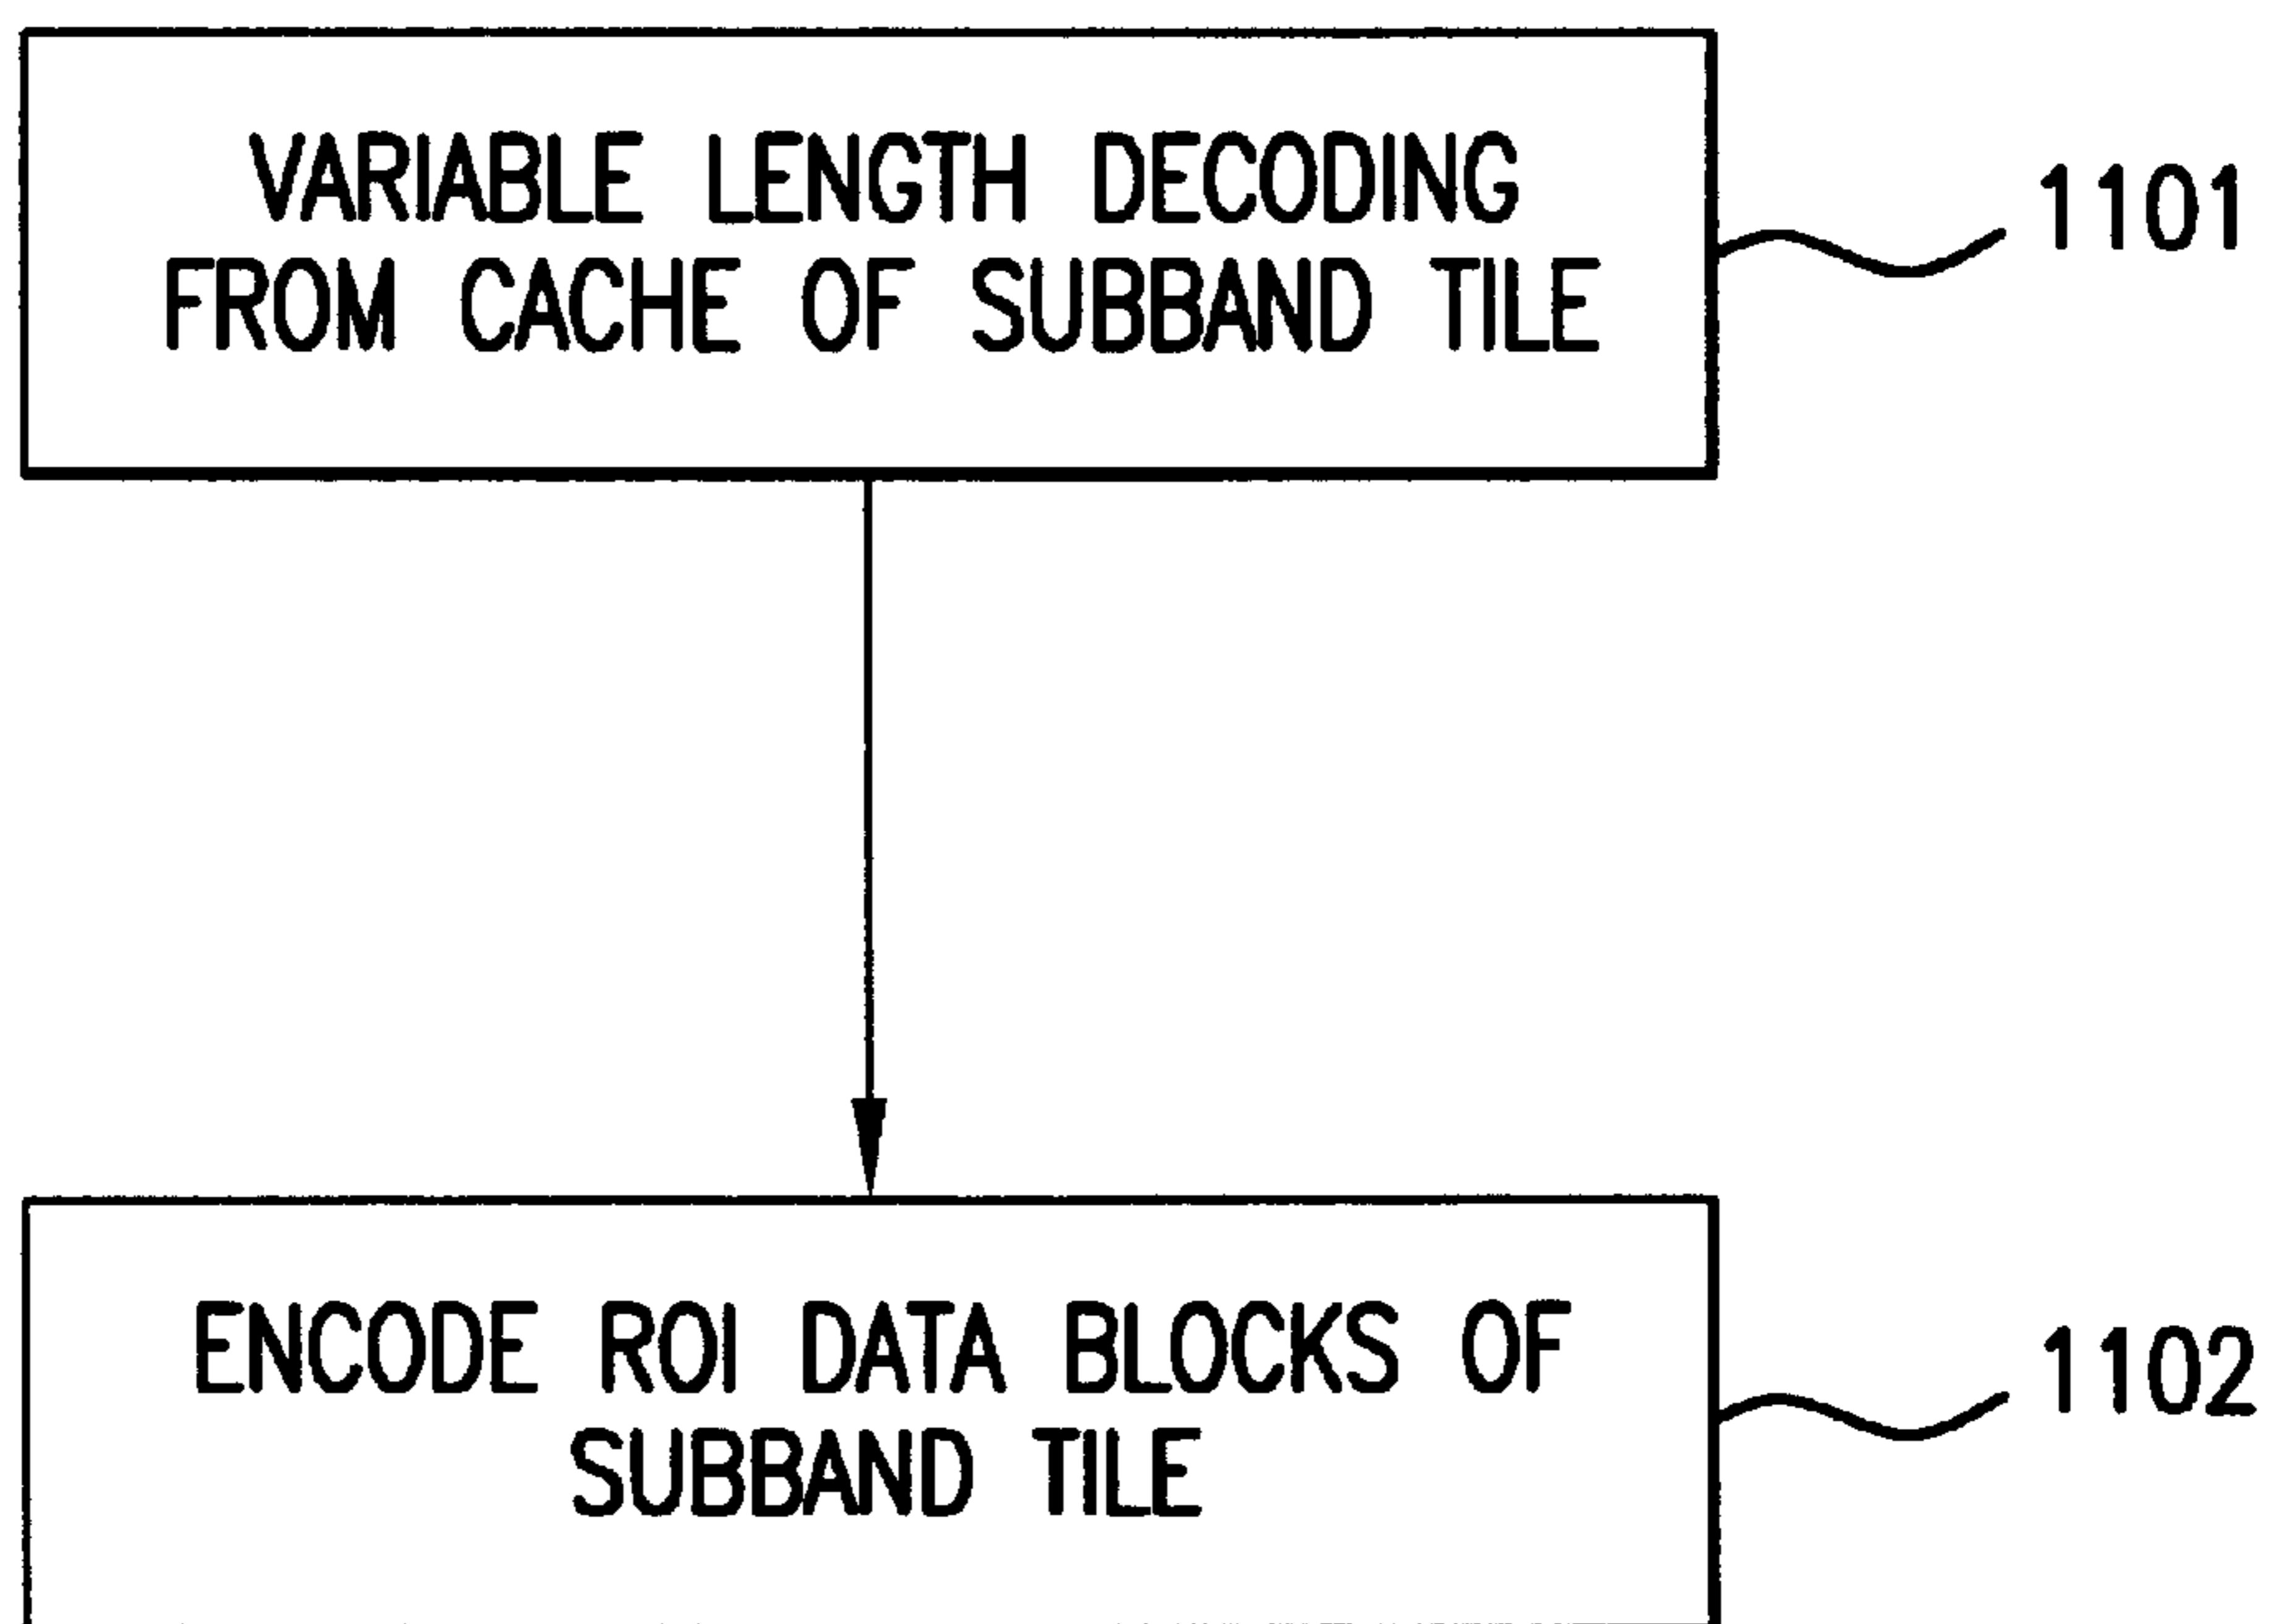 VARIABLE LENGTH DECODING
FROM CACHE OF SUBBAND TILE
1101
ENCODE ROI DATA BLOCKS OF
SUBBAND TILE
1102